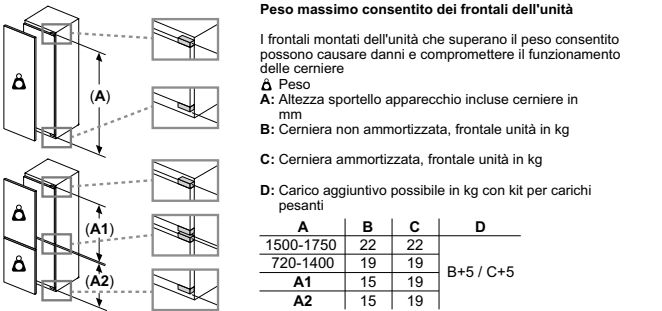 Peso massimo consentito dei frontali dell'unità
I frontali montati dell'unità che superano il peso consentito
possono causare danni e compromettere il funzionamento
delle cerniere
Peso
A: Altezza sportello apparecchio incluse cerniere in
mm
B: Cerniera non ammortizzata, frontale unità in kg
C: Cerniera ammortizzata, frontale unità in kg
D: Carico aggiuntivo possibile in kg con kit per carichi
pesanti
(A)
(A1)
(A2)
A B C D
1500-1750 22 22
720-1400 19 19
B+5 / C+5
A1 15 19
A2 15 19